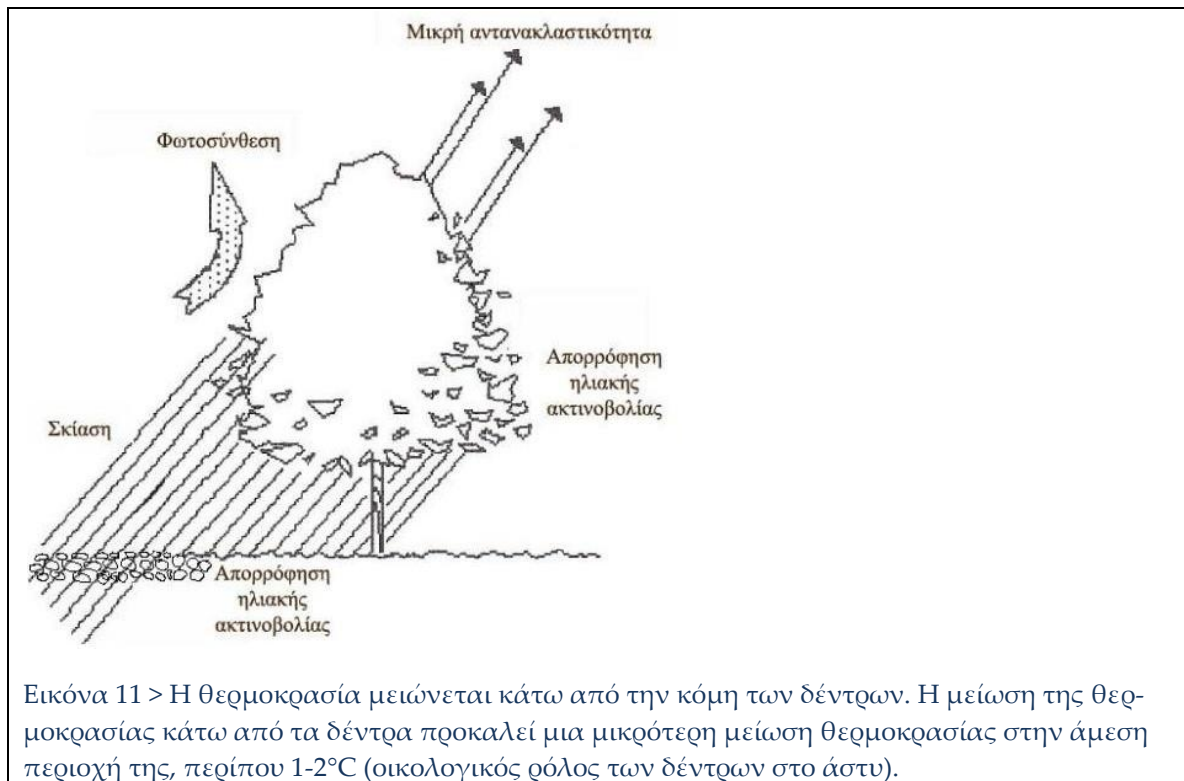 Μικρή αντανακλαστικότητα
Φωτοσύνθεση
Απορρόφηση
ηλιακής
ακτινοβολίας
Σκίαση
Απορρόφηση
ηλιακής
ακτινοβολίας
Εικόνα 11 > Η θερμοκρασία μειώνεται κάτω από την κόμη των δέντρων. Η μείωση της θερ-
μοκρασίας κάτω από τα δέντρα προκαλεί μια μικρότερη μείωση θερμοκρασίας στην άμεση
περιοχή της, περίπου 1-2°C (οικολογικός ρόλος των δέντρων στο άστυ).